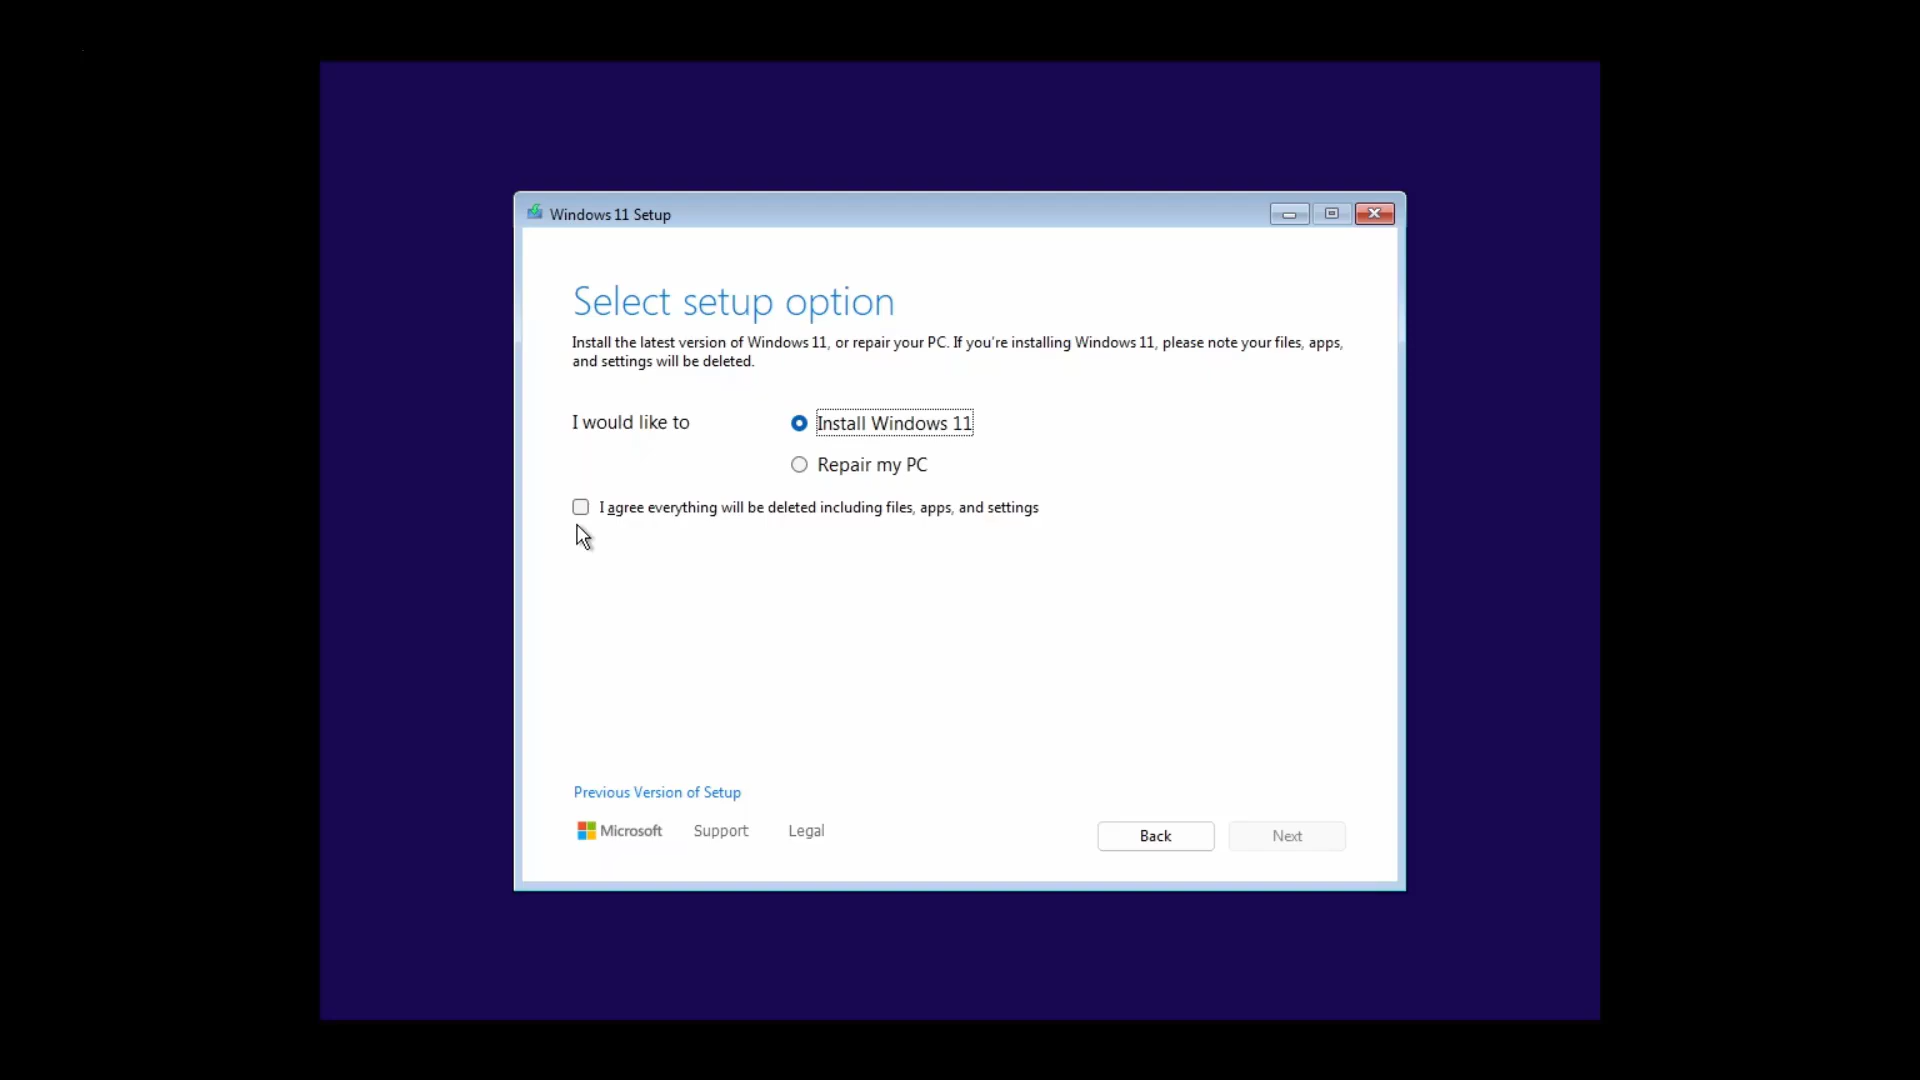 Windows 11 Setup
Select setup option
Install the latest version of Windows 11, or repair your PC. If you're installing Windows 11, please note your files, apps,
and settings will be deleted.
I would like to
Install Windows 11
Repair my PC
I agree everything will be deleted including files, apps, and settings
Previous Version of Setup
Microsoft Support Legal
Back Next